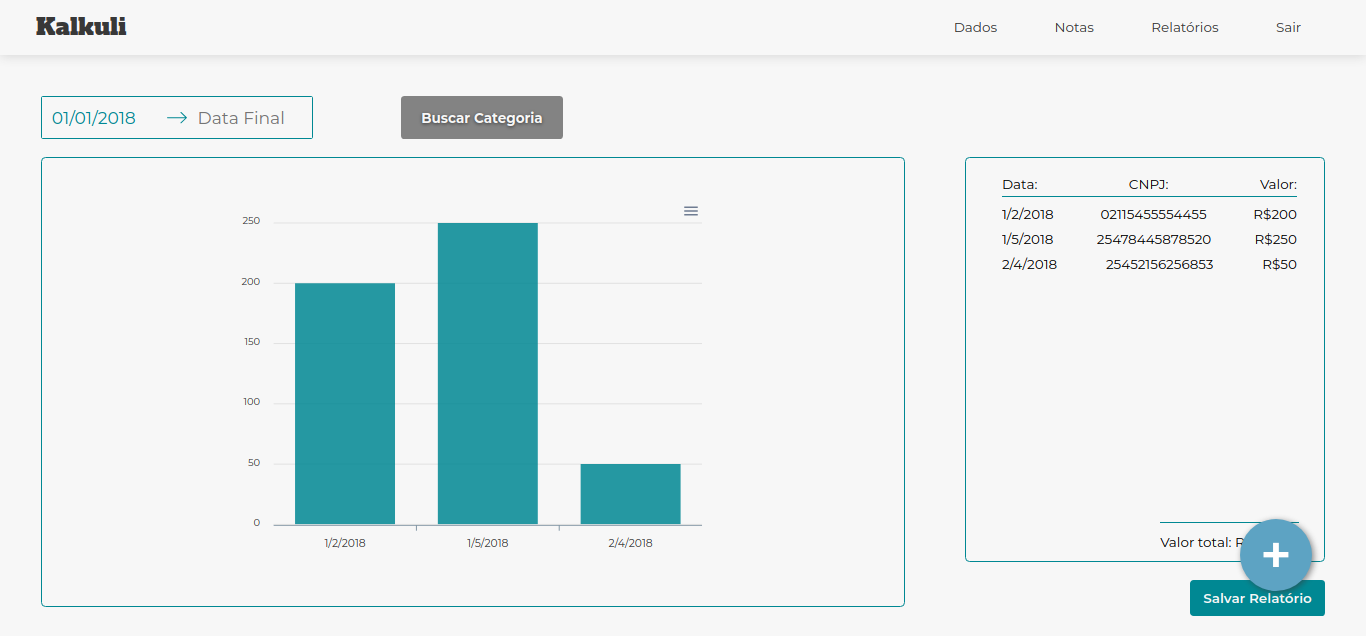 Kalkuli
Dados Notas Relatórios Sair
01/01/2018 → Data Final
Buscar Categoria
250
200
150
100
50
0
1/2/2018 1/5/2018 2/4/2018
Data: CNPJ: Valor:
1/2/2018 02115455554455 R$200
1/5/2018 25478445878520 R$250
2/4/2018 25452156256853 R$50
Valor total:
+
Salvar Relatório